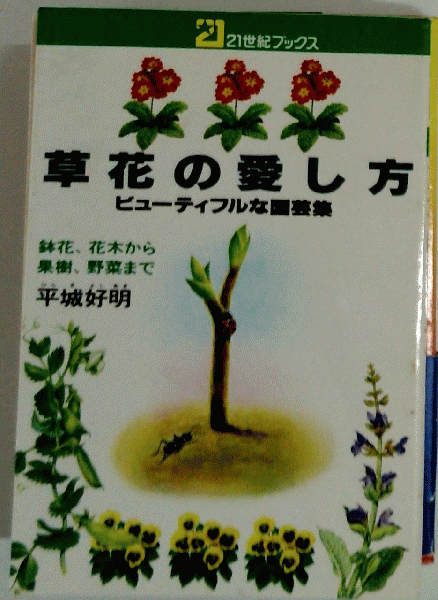 21 21世紀ブックス
草花の愛し方
ビューティフルな園芸集
鉢花、花木から
果樹、野菜まで
平城好明